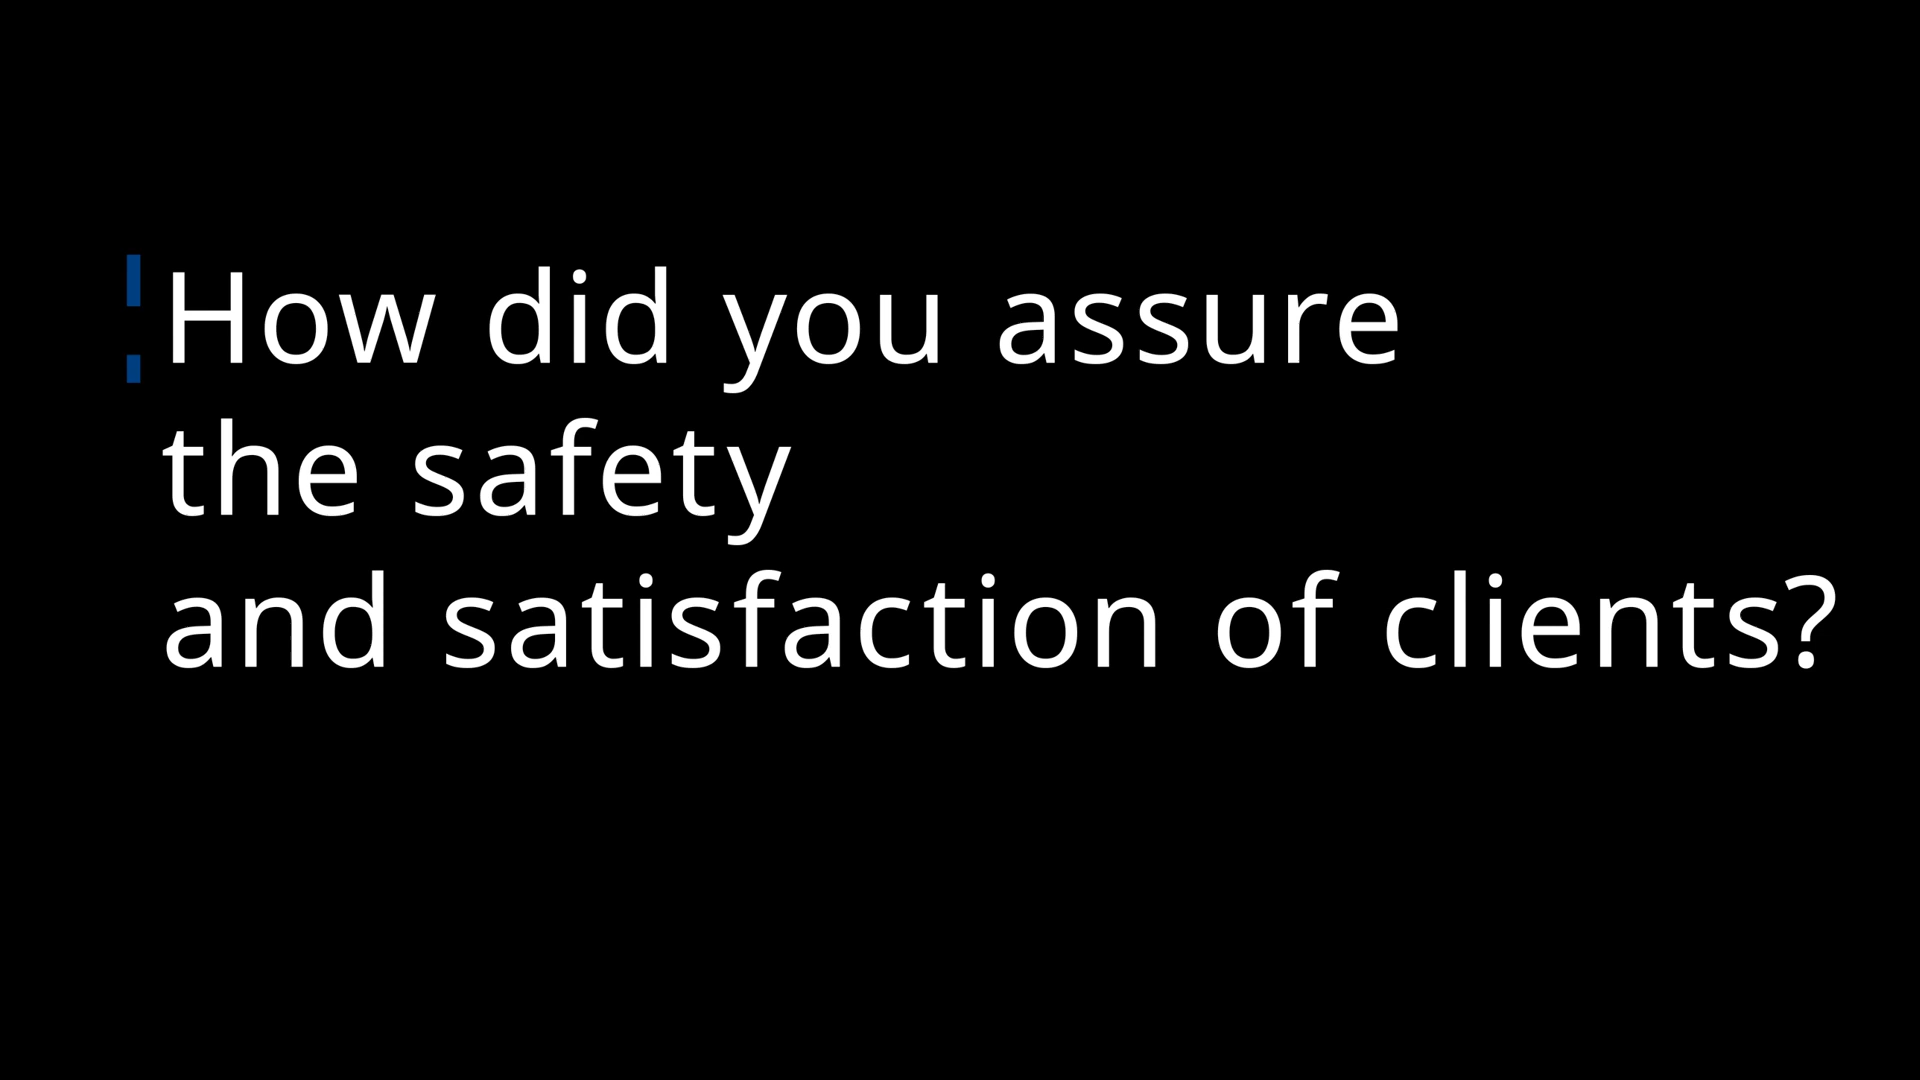 How did you assure
the safety
and satisfaction of clients?